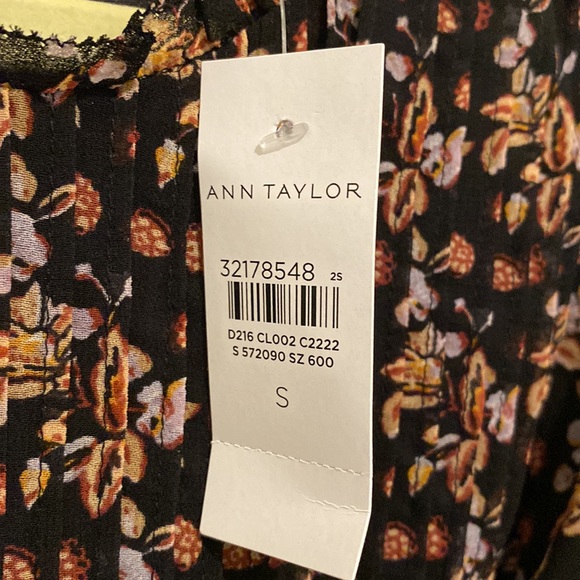 ANN TAYLOR
32178548 2S
D216 CL002 C2222
S 572090 SZ 600
S